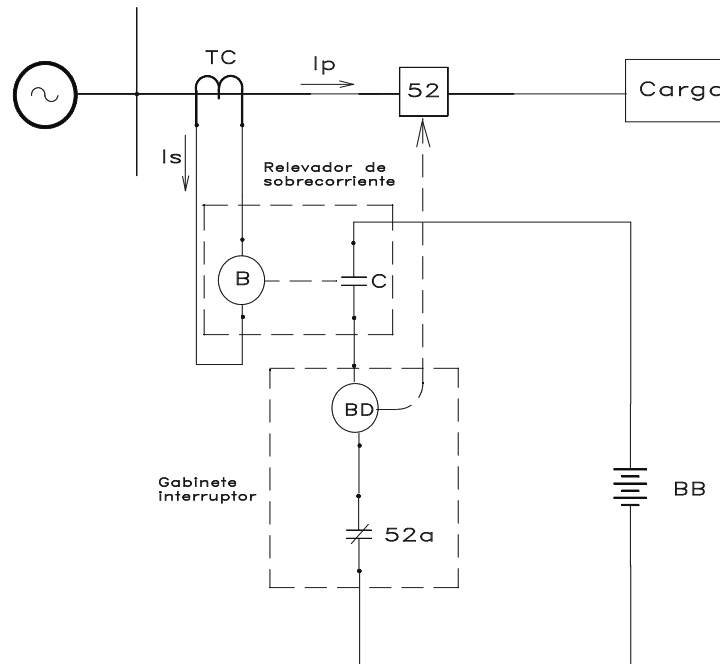 TC
Ip
52
Carga
Is
Relevador de
sobrecorriente
B
C
BD
Gabinete
interruptor
52a
BB